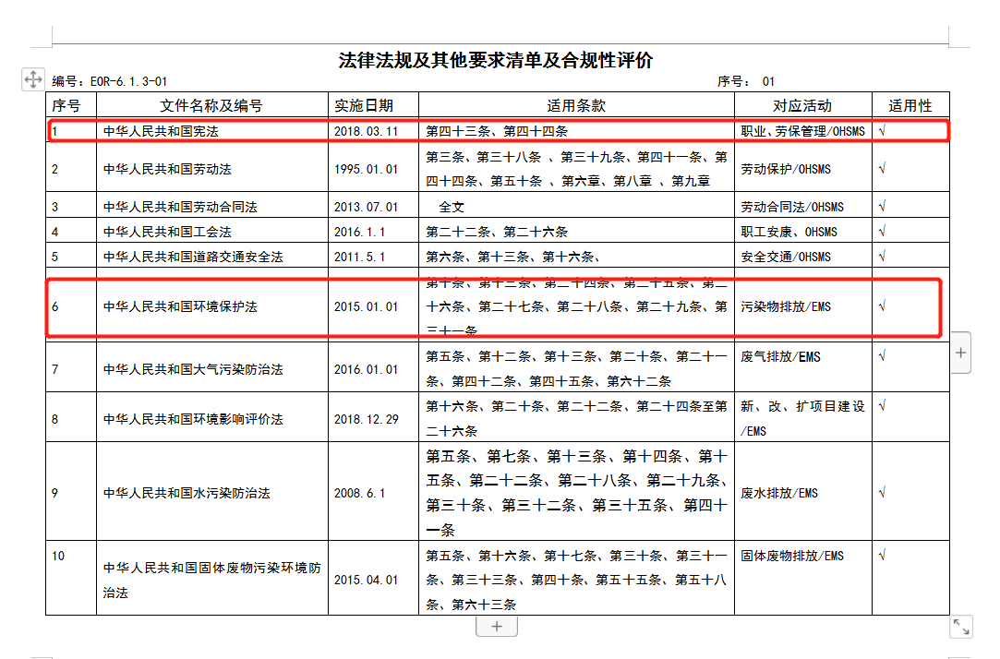 法律法规及其他要求清单及合规性评价
编号：EOR-6.1.3-01 序号： 01
序号 文件名称及编号 实施日期 适用条款 对应活动 适用性
1 中华人民共和国宪法 2018.03.11 第四十三条、第四十四条 职业、劳保管理/OHSMS √
2 中华人民共和国劳动法 1995.01.01 第三条、第三十八条 、第三十九条、第四十一条、第
四十四条、第五十条 、第六章、第八章 、第九章 劳动保护/OHSMS √
3 中华人民共和国劳动合同法 2013.07.01 全文 劳动合同法/OHSMS √
4 中华人民共和国工会法 2016.1.1 第二十二条、第二十六条 职工安康、OHSMS √
5 中华人民共和国道路交通安全法 2011.5.1 第六条、第十三条、第十六条、 安全交通/OHSMS √
6 中华人民共和国环境保护法 2015.01.01 第十条、第十三条、第二十四条、第二十五条、第二
十六条、第二十七条、第二十八条、第二十九条、第
三十一条 污染物排放/EMS √
7 中华人民共和国大气污染防治法 2016.01.01 第五条、第十二条、第十三条、第二十条、第二十一
条、第四十二条、第四十五条、第六十二条 废气排放/EMS √
8 中华人民共和国环境影响评价法 2018.12.29 第十六条、第二十条、第二十二条、第二十四条至第
二十六条 新、改、扩项目建设
/EMS √
9 中华人民共和国水污染防治法 2008.6.1 第五条、第七条、第十三条、第十四条、第十
五条、第二十二条、第二十八条、第二十九条、
第三十条、第三十二条、第三十五条、第四十
一条 废水排放/EMS √
10 中华人民共和国固体废物污染环境防
治法 2015.04.01 第五条、第十六条、第十七条、第三十条、第三十一
条、第三十三条、第四十条、第五十五条、第五十八
条、第六十三条 固体废物排放/EMS √